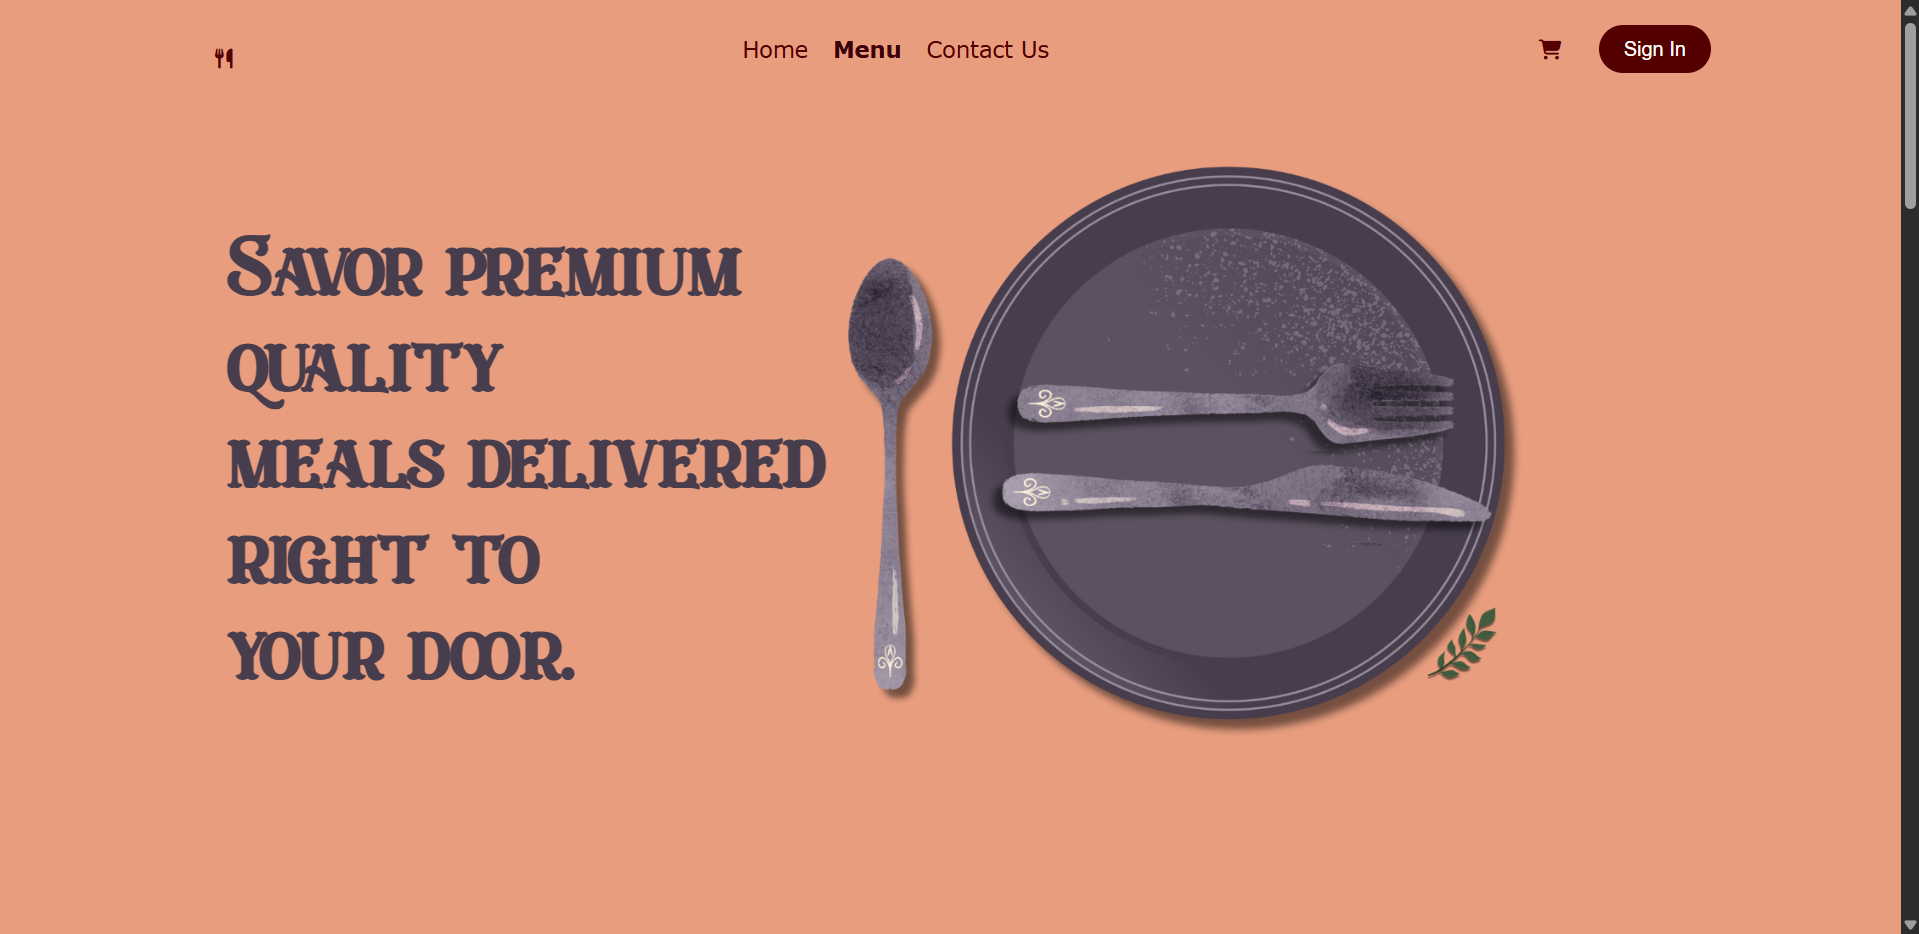 Home Menu Contact Us Sign In
Savor premium
quality
meals delivered
right to
your door.